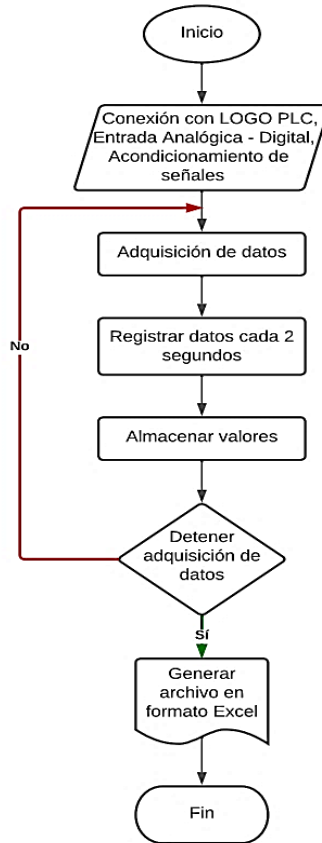 Inicio
Conexión con LOGO PLC,
Entrada Analógica - Digital,
Acondicionamiento de
señales
Adquisición de datos
Registrar datos cada 2
segundos
No
Almacenar valores
Detener
adquisición de
datos
Sí
Generar
archivo en
formato Excel
Fin